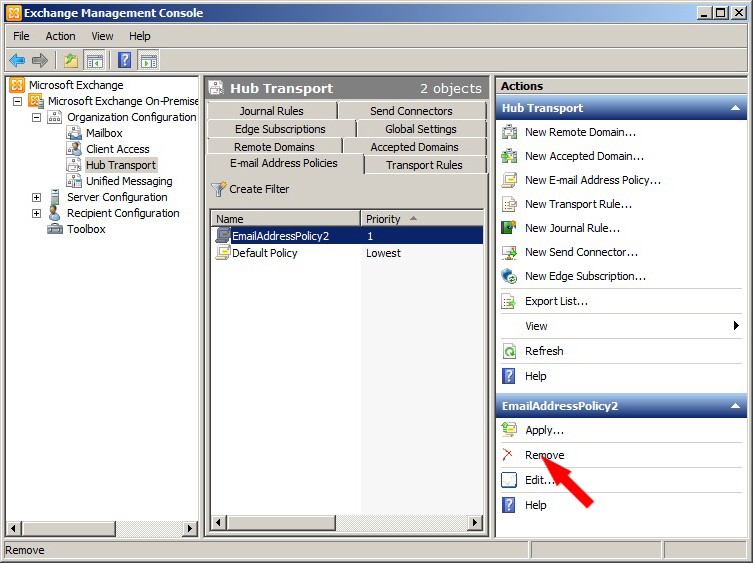 Exchange Management Console
File Action View Help
Microsoft Exchange
Microsoft Exchange On-Premise
Organization Configuration
Mailbox
Client Access
Hub Transport
Unified Messaging
Server Configuration
Recipient Configuration
Toolbox
Hub Transport 2 objects
Journal Rules Send Connectors
Edge Subscriptions Global Settings
Remote Domains Accepted Domains
E-mail Address Policies Transport Rules
Create Filter
Name Priority
EmailAddressPolicy2 1
Default Policy Lowest
Actions
Hub Transport
New Remote Domain...
New Accepted Domain...
New E-mail Address Policy...
New Transport Rule...
New Journal Rule...
New Send Connector...
New Edge Subscription...
Export List...
View
Refresh
Help
EmailAddressPolicy2
Apply...
Remove
Edit...
Help
Remove